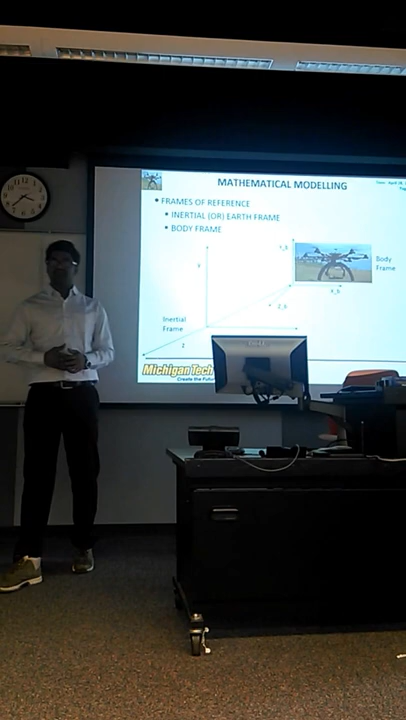 MATHEMATICAL MODELLING
• FRAMES OF REFERENCE
• INERTIAL (OR) EARTH FRAME
• BODY FRAME
Body
Frame
Inertial
Frame
Z
Michigan Tech
Create the Future
DELL